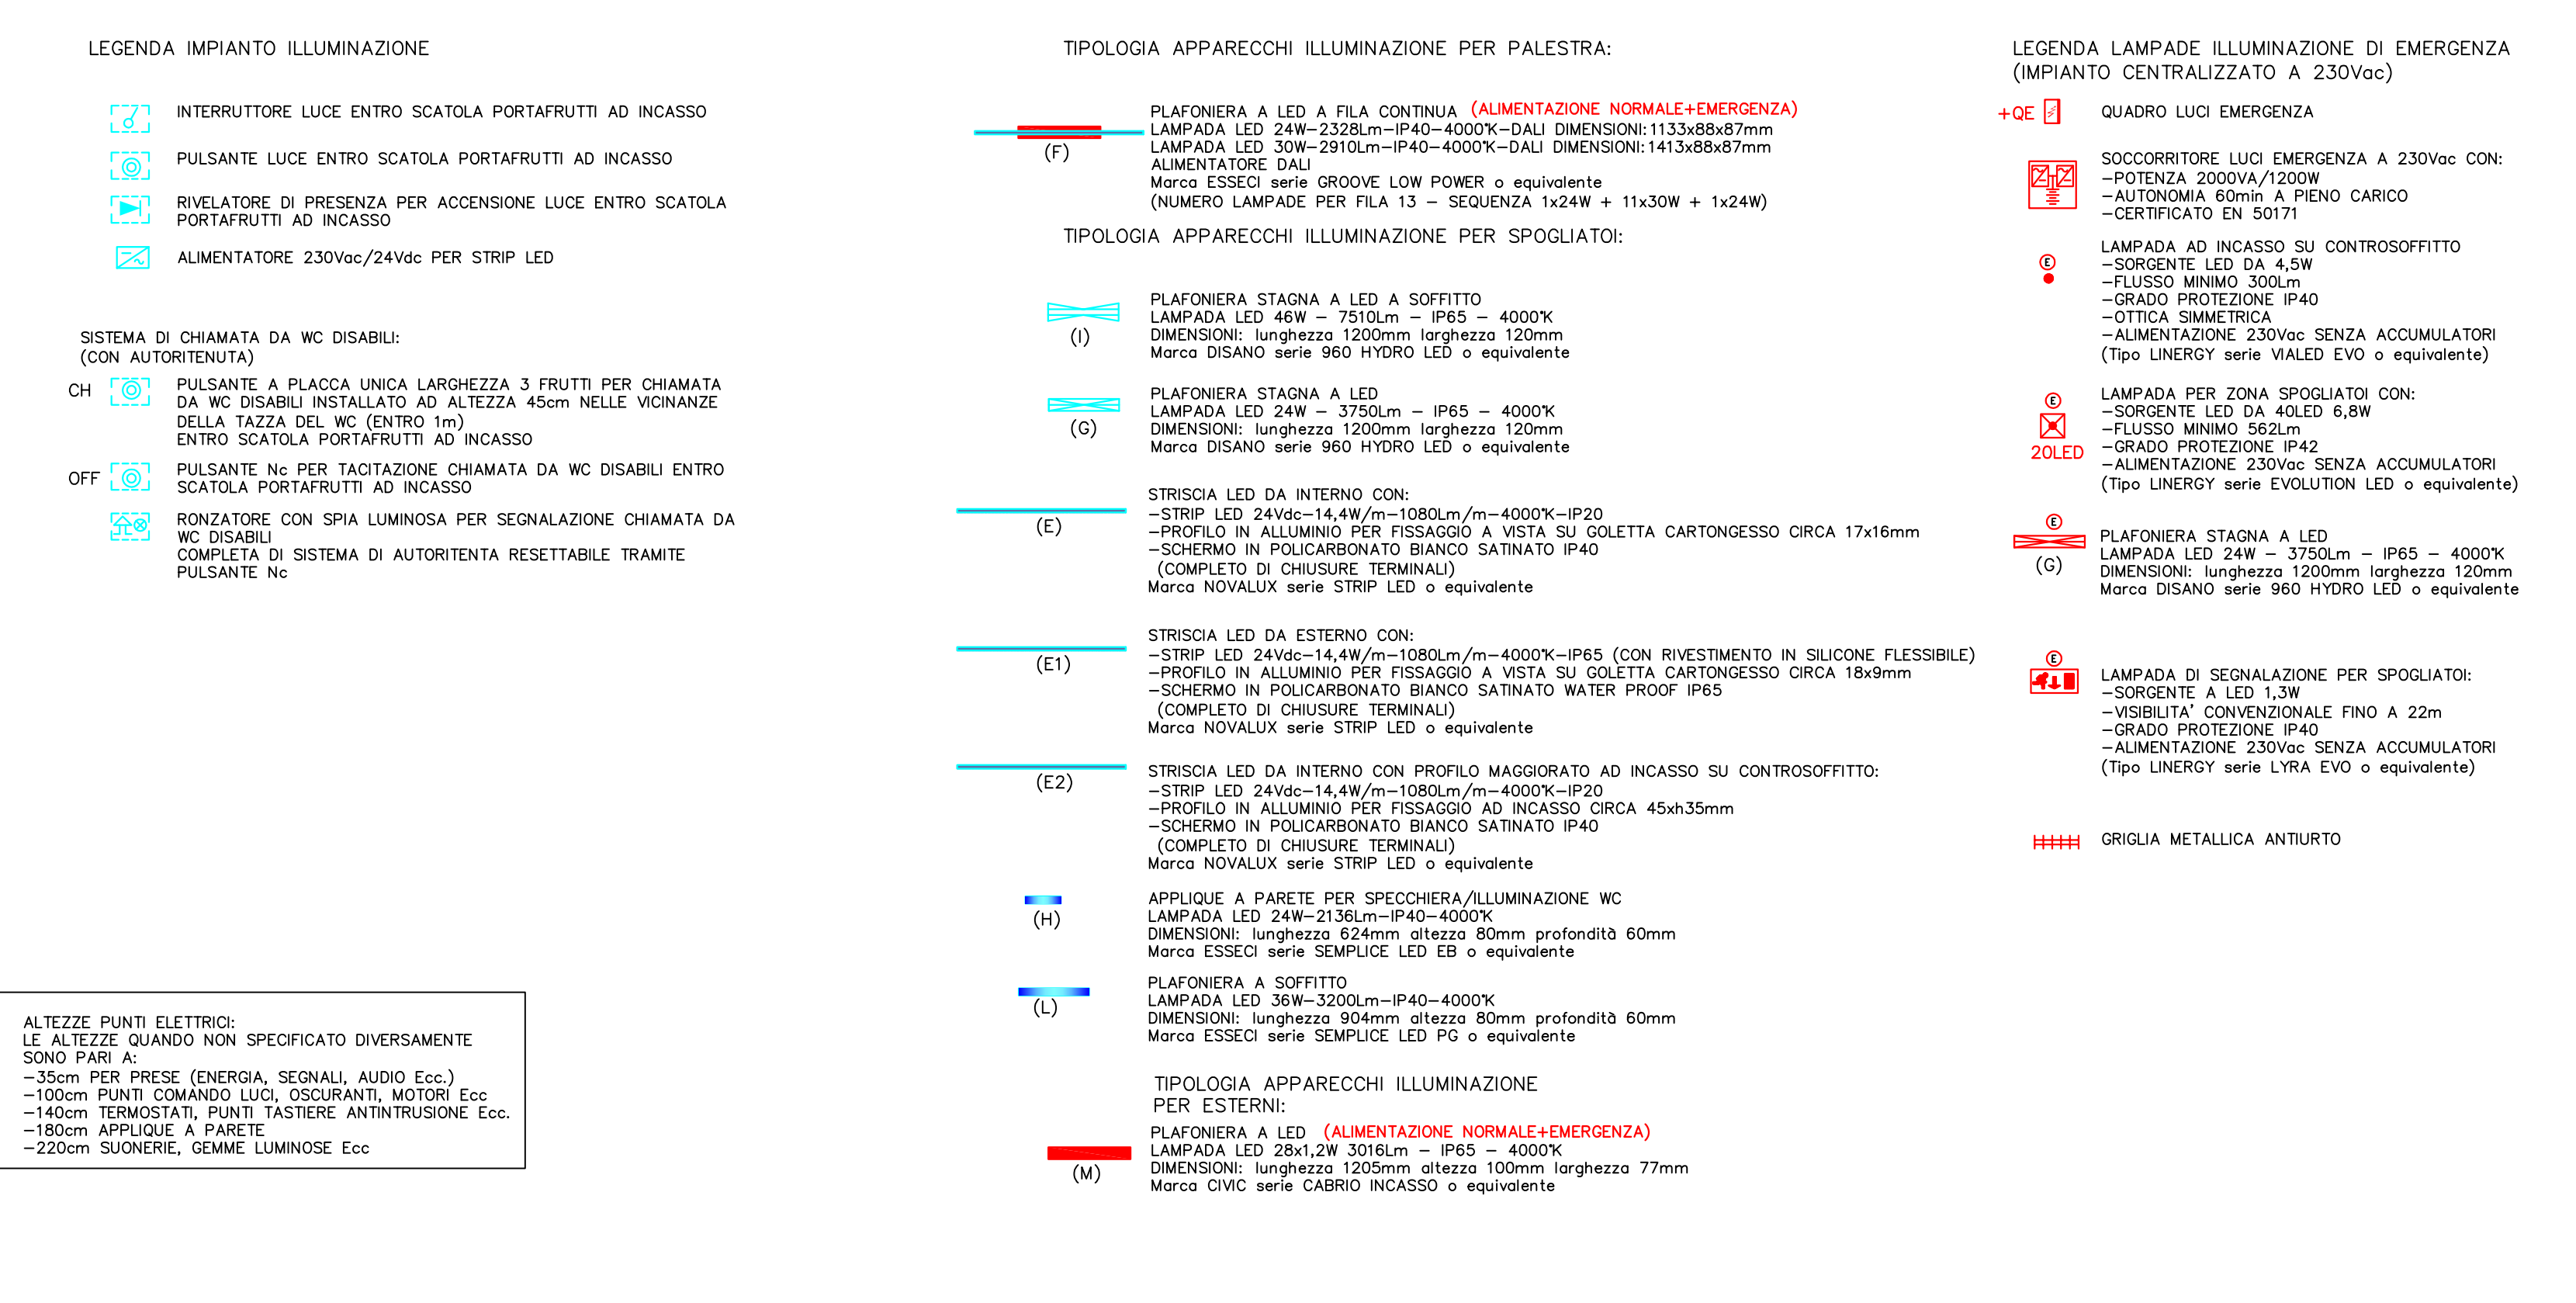 LEGENDA IMPIANTO ILLUMINAZIONE
INTERRUTTORE LUCE ENTRO SCATOLA PORTAFRUTTI AD INCASSO
PULSANTE LUCE ENTRO SCATOLA PORTAFRUTTI AD INCASSO
RIVELATORE DI PRESENZA PER ACCENSIONE LUCE ENTRO SCATOLA
PORTAFRUTTI AD INCASSO
ALIMENTATORE 230Vac/24Vdc PER STRIP LED
SISTEMA DI CHIAMATA DA WC DISABILI:
(CON AUTORITENUTA)
CH
PULSANTE A PLACCA UNICA LARGHEZZA 3 FRUTTI PER CHIAMATA
DA WC DISABILI INSTALLATO AD ALTEZZA 45cm NELLE VICINANZE
DELLA TAZZA DEL WC (ENTRO 1m)
ENTRO SCATOLA PORTAFRUTTI AD INCASSO
OFF
PULSANTE Nc PER TACITAZIONE CHIAMATA DA WC DISABILI ENTRO
SCATOLA PORTAFRUTTI AD INCASSO
RONZATORE CON SPIA LUMINOSA PER SEGNALAZIONE CHIAMATA DA
WC DISABILI
COMPLETA DI SISTEMA DI AUTORITENTA RESETTABILE TRAMITE
PULSANTE Nc
ALTEZZE PUNTI ELETTRICI:
LE ALTEZZE QUANDO NON SPECIFICATO DIVERSAMENTE
SONO PARI A:
-35cm PER PRESE (ENERGIA, SEGNALI, AUDIO Ecc.)
-100cm PUNTI COMANDO LUCI, OSCURANTI, MOTORI Ecc
-140cm TERMOSTATI, PUNTI TASTIERE ANTINTRUSIONE Ecc.
-180cm APPLIQUE A PARETE
-220cm SUONERIE, GEMME LUMINOSE Ecc
TIPOLOGIA APPARECCHI ILLUMINAZIONE PER PALESTRA:
(F)
PLAFONIERA A LED A FILA CONTINUA (ALIMENTAZIONE NORMALE+EMERGENZA)
LAMPADA LED 24W-2328Lm-IP40-4000°K-DALI DIMENSIONI:1133x88x87mm
LAMPADA LED 30W-2910Lm-IP40-4000°K-DALI DIMENSIONI:1413x88x87mm
ALIMENTATORE DALI
Marca ESSECI serie GROOVE LOW POWER o equivalente
(NUMERO LAMPADE PER FILA 13 - SEQUENZA 1x24W + 11x30W + 1x24W)
TIPOLOGIA APPARECCHI ILLUMINAZIONE PER SPOGLIATOI:
(I)
PLAFONIERA STAGNA A LED A SOFFITTO
LAMPADA LED 46W - 7510Lm - IP65 - 4000°K
DIMENSIONI: lunghezza 1200mm larghezza 120mm
Marca DISANO serie 960 HYDRO LED o equivalente
(G)
PLAFONIERA STAGNA A LED
LAMPADA LED 24W - 3750Lm - IP65 - 4000°K
DIMENSIONI: lunghezza 1200mm larghezza 120mm
Marca DISANO serie 960 HYDRO LED o equivalente
(E)
STRISCIA LED DA INTERNO CON:
-STRIP LED 24Vdc-14,4W/m-1080Lm/m-4000°K-IP20
-PROFILO IN ALLUMINIO PER FISSAGGIO A VISTA SU GOLETTA CARTONGESSO CIRCA 17x16mm
-SCHERMO IN POLICARBONATO BIANCO SATINATO IP40
(COMPLETO DI CHIUSURE TERMINALI)
Marca NOVALUX serie STRIP LED o equivalente
(E1)
STRISCIA LED DA ESTERNO CON:
-STRIP LED 24Vdc-14,4W/m-1080Lm/m-4000°K-IP65 (CON RIVESTIMENTO IN SILICONE FLESSIBILE)
-PROFILO IN ALLUMINIO PER FISSAGGIO A VISTA SU GOLETTA CARTONGESSO CIRCA 18x9mm
-SCHERMO IN POLICARBONATO BIANCO SATINATO WATER PROOF IP65
(COMPLETO DI CHIUSURE TERMINALI)
Marca NOVALUX serie STRIP LED o equivalente
(E2)
STRISCIA LED DA INTERNO CON PROFILO MAGGIORATO AD INCASSO SU CONTROSOFFITTO:
-STRIP LED 24Vdc-14,4W/m-1080Lm/m-4000°K-IP20
-PROFILO IN ALLUMINIO PER FISSAGGIO AD INCASSO CIRCA 45xh35mm
-SCHERMO IN POLICARBONATO BIANCO SATINATO IP40
(COMPLETO DI CHIUSURE TERMINALI)
Marca NOVALUX serie STRIP LED o equivalente
(H)
APPLIQUE A PARETE PER SPECCHIERA/ILLUMINAZIONE WC
LAMPADA LED 24W-2136Lm-IP40-4000°K
DIMENSIONI: lunghezza 624mm altezza 80mm profondità 60mm
Marca ESSECI serie SEMPLICE LED EB o equivalente
(L)
PLAFONIERA A SOFFITTO
LAMPADA LED 36W-3200Lm-IP40-4000°K
DIMENSIONI: lunghezza 904mm altezza 80mm profondità 60mm
Marca ESSECI serie SEMPLICE LED PG o equivalente
TIPOLOGIA APPARECCHI ILLUMINAZIONE
PER ESTERNI:
(M)
PLAFONIERA A LED (ALIMENTAZIONE NORMALE+EMERGENZA)
LAMPADA LED 28x1,2W 3016Lm - IP65 - 4000°K
DIMENSIONI: lunghezza 1205mm altezza 100mm larghezza 77mm
Marca CIVIC serie CABRIO INCASSO o equivalente
LEGENDA LAMPADE ILLUMINAZIONE DI EMERGENZA
(IMPIANTO CENTRALIZZATO A 230Vac)
+QE
QUADRO LUCI EMERGENZA
SOCCORRITORE LUCI EMERGENZA A 230Vac CON:
-POTENZA 2000VA/1200W
-AUTONOMIA 60min A PIENO CARICO
-CERTIFICATO EN 50171
E
LAMPADA AD INCASSO SU CONTROSOFFITTO
-SORGENTE LED DA 4,5W
-FLUSSO MINIMO 300Lm
-GRADO PROTEZIONE IP40
-OTTICA SIMMETRICA
-ALIMENTAZIONE 230Vac SENZA ACCUMULATORI
(Tipo LINERGY serie VIALED EVO o equivalente)
E
20LED
LAMPADA PER ZONA SPOGLIATOI CON:
-SORGENTE LED DA 40LED 6,8W
-FLUSSO MINIMO 562Lm
-GRADO PROTEZIONE IP42
-ALIMENTAZIONE 230Vac SENZA ACCUMULATORI
(Tipo LINERGY serie EVOLUTION LED o equivalente)
E
(G)
PLAFONIERA STAGNA A LED
LAMPADA LED 24W - 3750Lm - IP65 - 4000°K
DIMENSIONI: lunghezza 1200mm larghezza 120mm
Marca DISANO serie 960 HYDRO LED o equivalente
E
LAMPADA DI SEGNALAZIONE PER SPOGLIATOI:
-SORGENTE A LED 1,3W
-VISIBILITA' CONVENZIONALE FINO A 22m
-GRADO PROTEZIONE IP40
-ALIMENTAZIONE 230Vac SENZA ACCUMULATORI
(Tipo LINERGY serie LYRA EVO o equivalente)
GRIGLIA METALLICA ANTIURTO